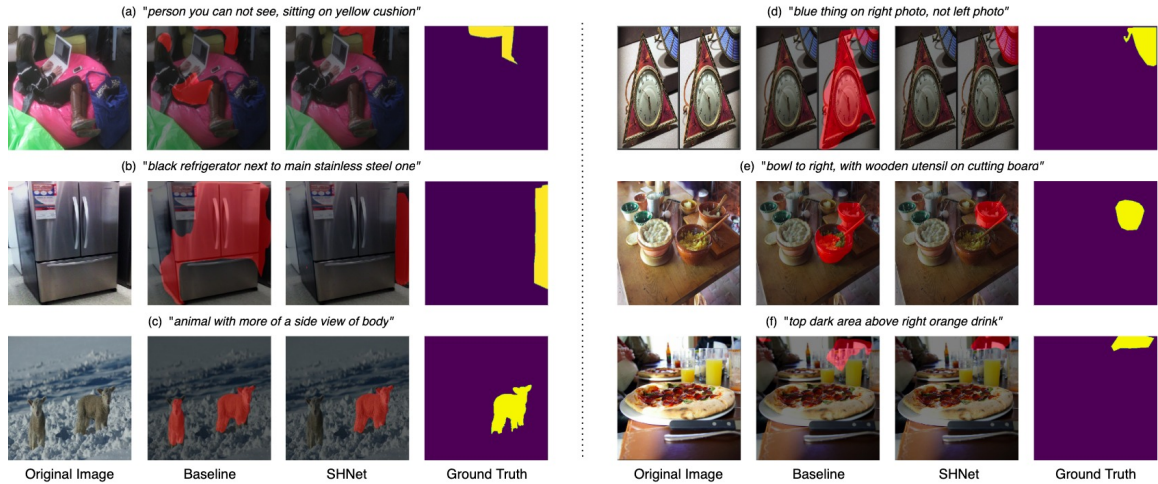 (a) "person you can not see, sitting on yellow cushion"
(b) "black refrigerator next to main stainless steel one"
(c) "animal with more of a side view of body"
Original Image Baseline SHNet Ground Truth
(d) "blue thing on right photo, not left photo"
(e) "bowl to right, with wooden utensil on cutting board"
(f) "top dark area above right orange drink"
Original Image Baseline SHNet Ground Truth